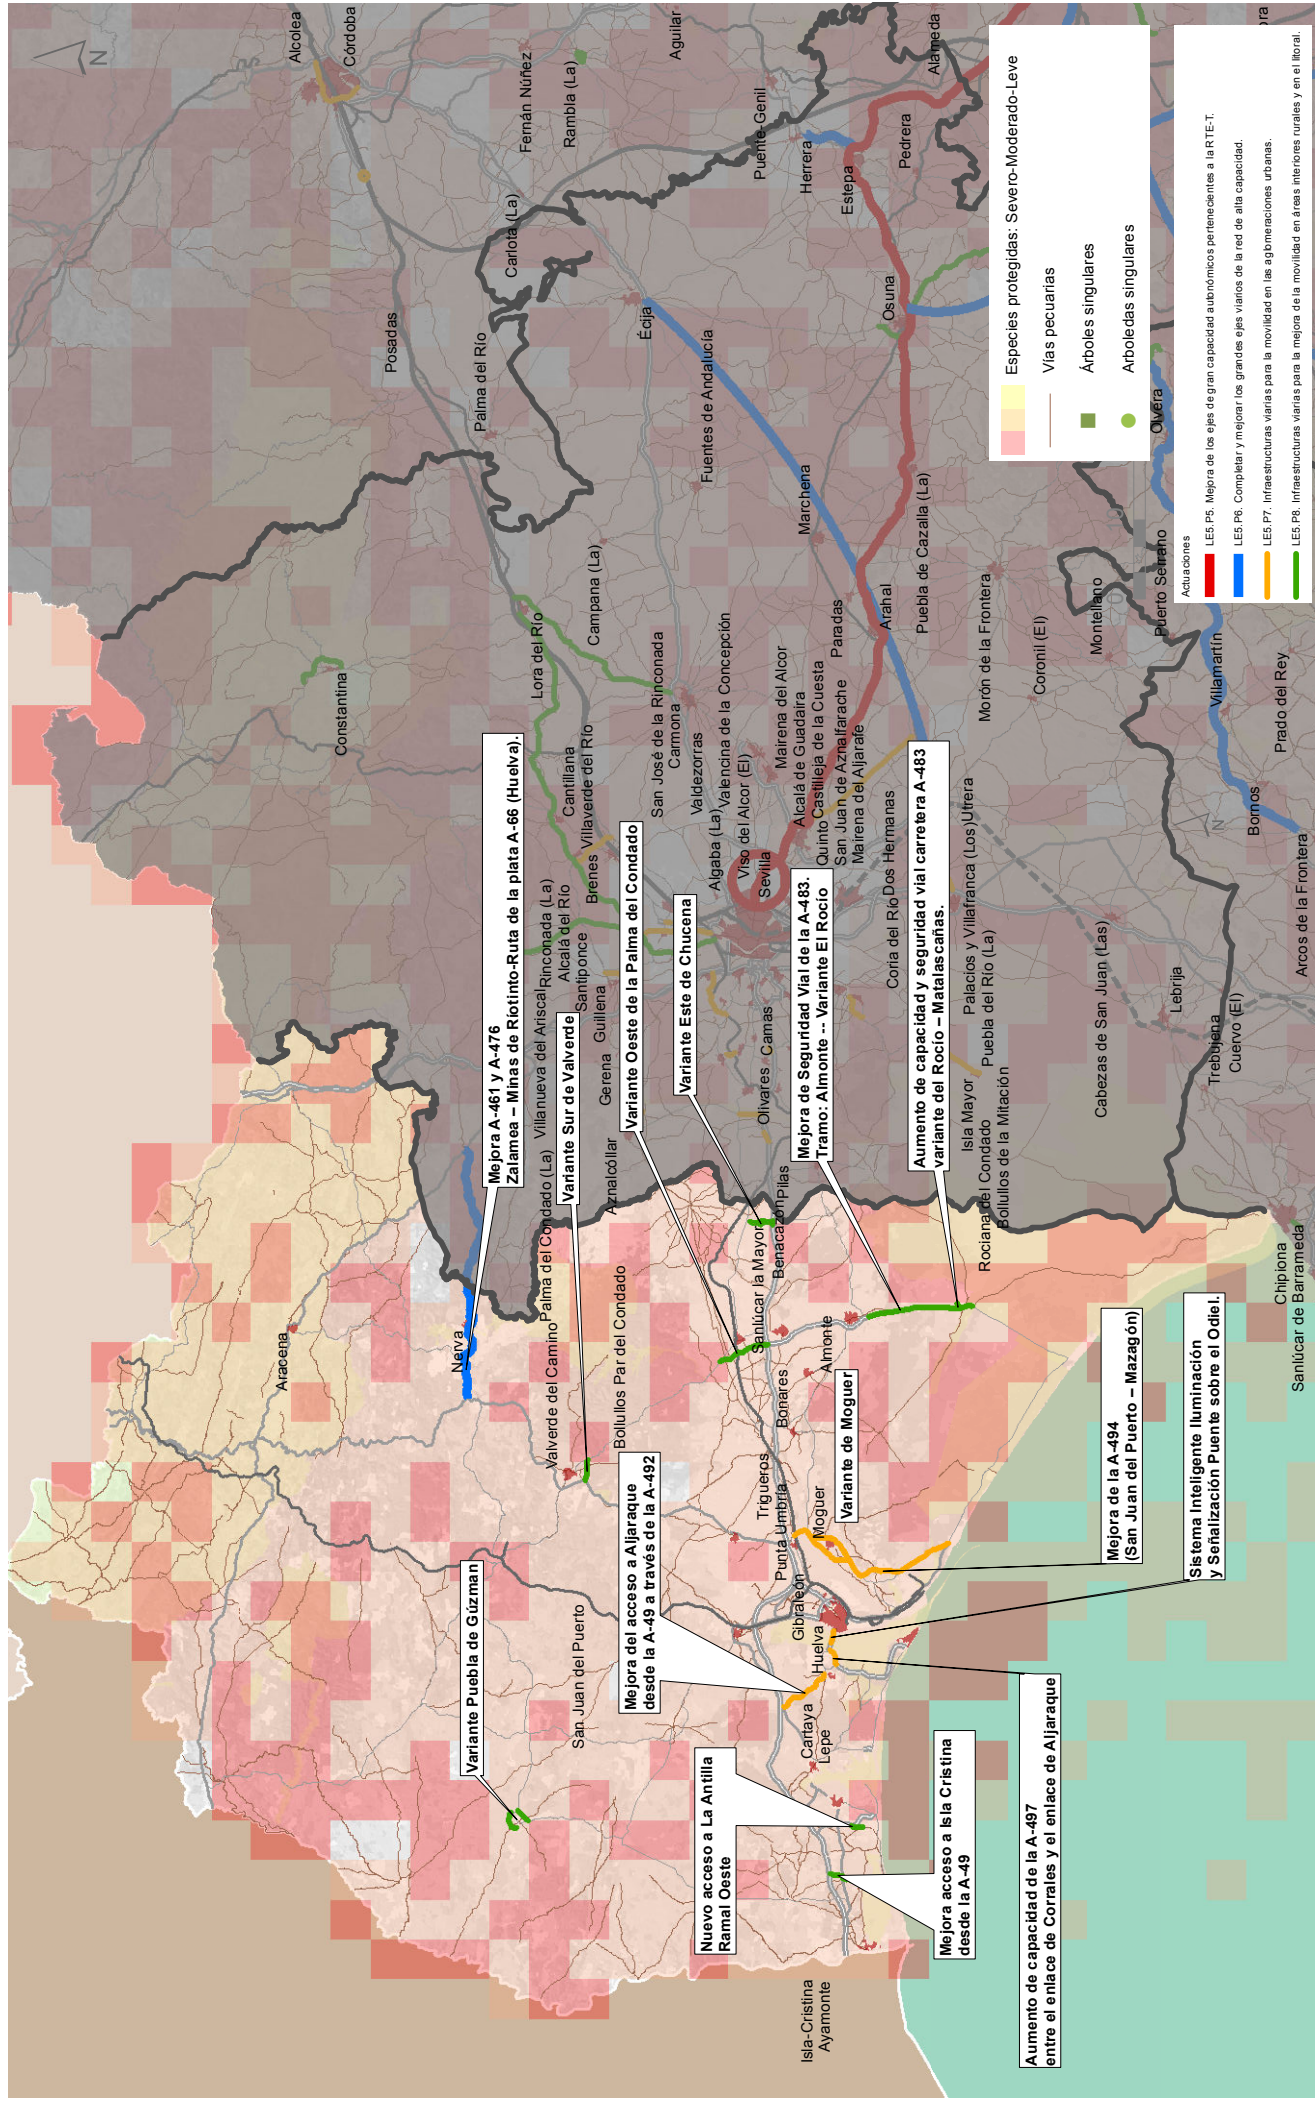 N
Alcolea
Córdoba
Fernán Núñez
Rambla (La)
Aguilar
Puente-Genil
Alameda
Herrera
Estepa
Pedrera
Carlota (La)
Posadas
Palma del Río
Écija
Fuentes de Andalucía
Osuna
Marchena
Puebla de Cazalla (La)
Olvera
Puerto Serrano
Montellano
Morón de la Frontera
Coronil (El)
Villamartín
Prado del Rey
Bornos
Arcos de la Frontera
Arahal
Paradas
Campana (La)
Lora del Río
Constantina
Cantillana
Villaverde del Río
Brenes
San José de la Rinconada
Carmona
Valdezorras
Valencina de la Concepción
Viso del Alcor (El)
Algaba (La)
Sevilla
Mairena del Alcor
Alcalá de Guadaira
Castilleja de la Cuesta
Quinto
San Juan de Aznalfarache
Mairena del Aljarafe
Dos Hermanas
Coria del Río
Utrera
Palacios y Villafranca (Los)
Puebla del Río (La)
Isla Mayor
Cabezas de San Juan (Las)
Lebrija
Trebujena
Cuervo (El)
N
Rinconada (La)
Alcalá del Río
Santiponce
Guillena
Gerena
Villanueva del Ariscal
Aznalcóllar
Camas
Olivares
Pilas
Benacazón
Sanlúcar la Mayor
Rociana del Condado
Bollullos de la Mitación
Chipiona
Sanlúcar de Barrameda
Palma del Condado (La)
Valverde del Camino
Bollullos Par del Condado
Nerva
Aracena
Almonte
Bonares
Trigueros
Punta Umbría
Moguer
Gibraleón
Huelva
San Juan del Puerto
Cartaya
Lepe
Isla-Cristina
Ayamonte
Mejora A-461 y A-476
Zalamea – Minas de Riotinto-Ruta de la plata A-66 (Huelva).
Variante Sur de Valverde
Variante Oeste de la Palma del Condado
Variante Este de Chucena
Mejora de Seguridad Vial de la A-483.
Tramo: Almonte -- Variante El Rocío
Aumento de capacidad y seguridad vial carretera A-483
variante del Rocío – Matalascañas.
Variante de Moguer
Mejora de la A-494
(San Juan del Puerto – Mazagón)
Sistema Inteligente Iluminación
y Señalización Puente sobre el Odiel.
Mejora del acceso a Aljaraque
desde la A-49 a través de la A-492
Variante Puebla de Guzmán
Nuevo acceso a La Antilla
Ramal Oeste
Mejora acceso a Isla Cristina
desde la A-49
Aumento de capacidad de la A-497
entre el enlace de Corrales y el enlace de Aljaraque
Especies protegidas: Severo-Moderado-Leve
Vías pecuarias
Árboles singulares
Arboledas singulares
Actuaciones
LE5.P5. Mejora de los ejes de gran capacidad autonómicos pertenecientes a la RTE-T.
LE5.P6. Completar y mejorar los grandes ejes viarios de la red de alta capacidad.
LE5.P7. Infraestructuras viarias para la movilidad en las aglomeraciones urbanas.
LE5.P8. Infraestructuras viarias para la mejora de la movilidad en áreas interiores rurales y en el litoral.